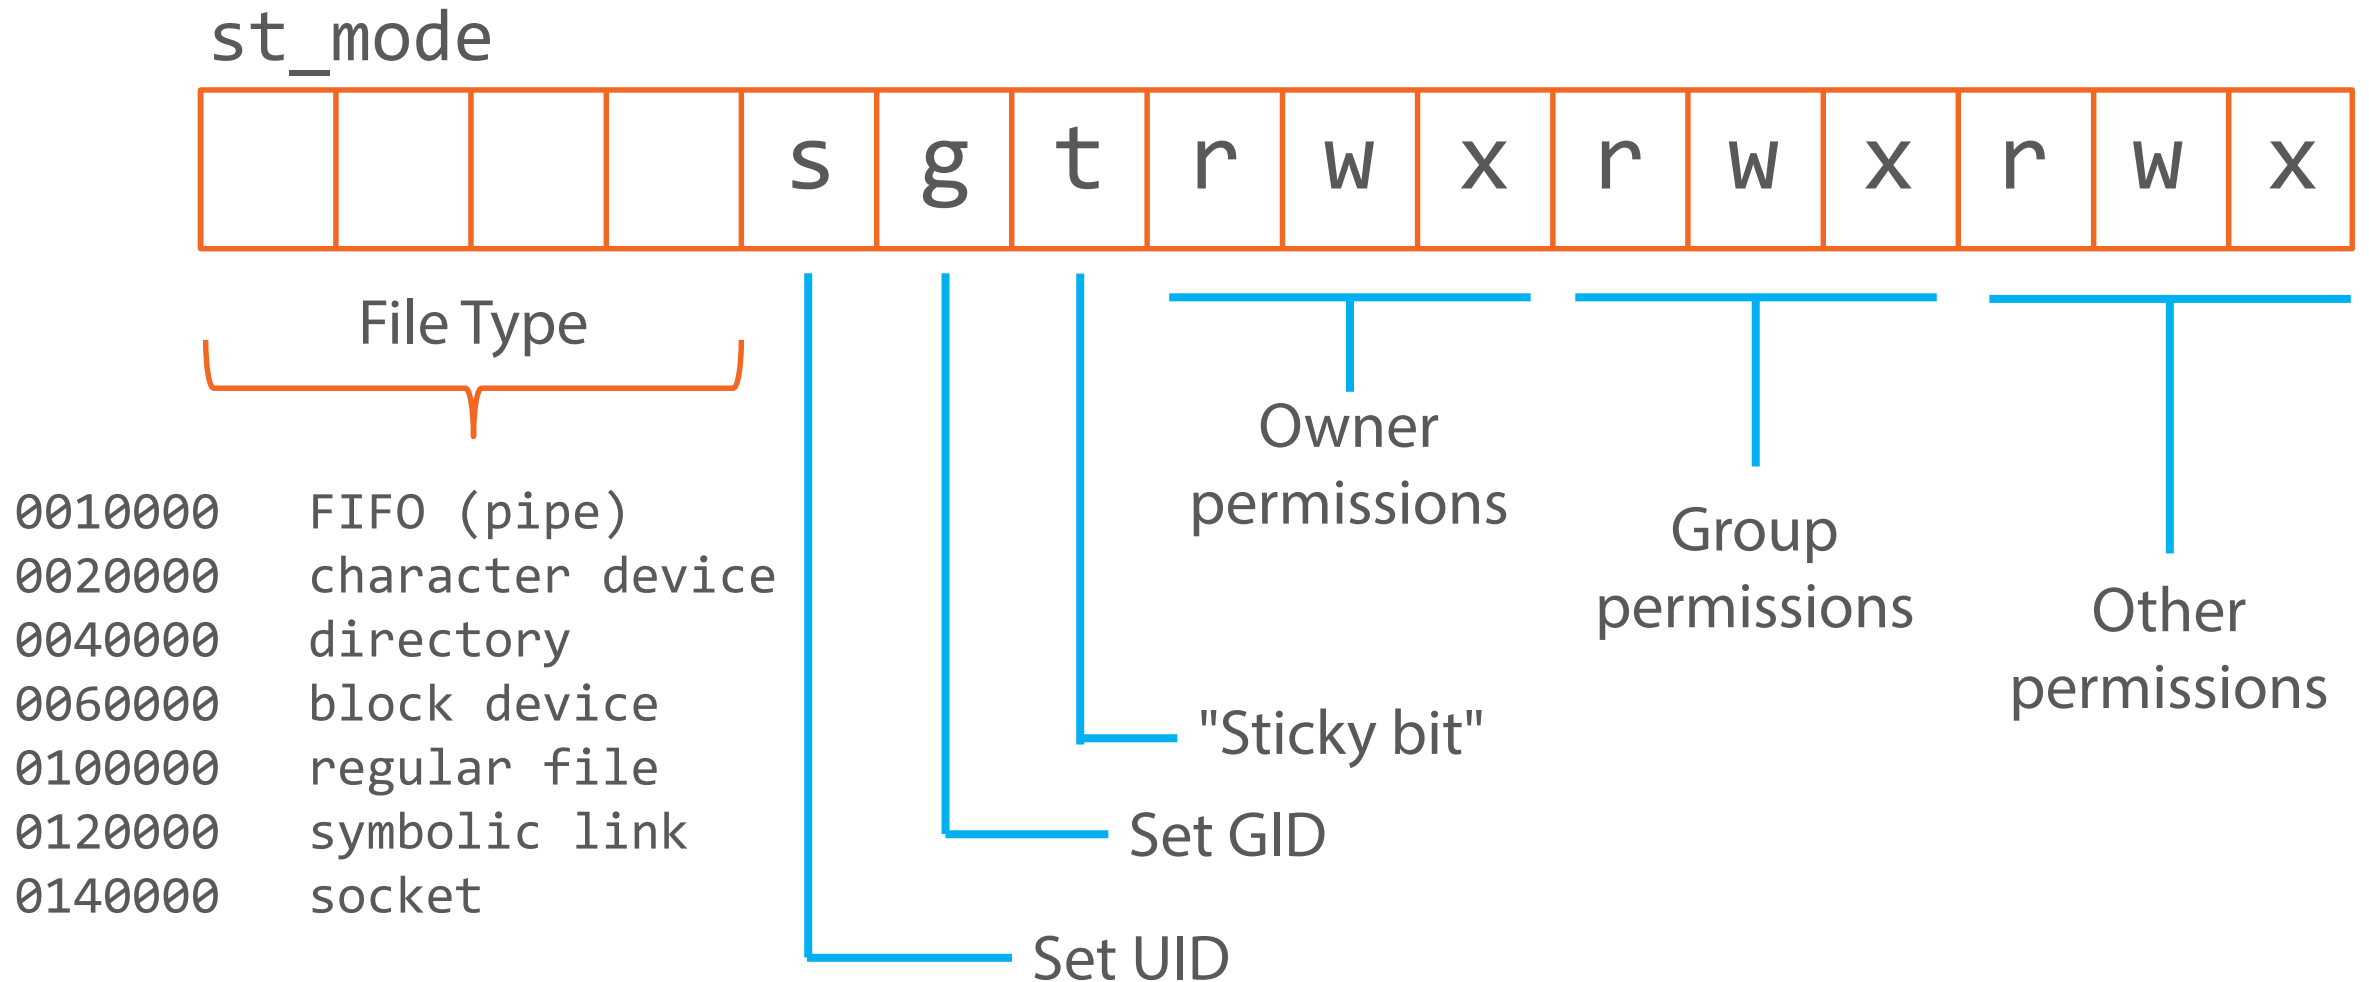 st_mode
s g t r w x r w x r w x
File Type
0010000 FIFO (pipe)
0020000 character device
0040000 directory
0060000 block device
0100000 regular file
0120000 symbolic link
0140000 socket
Owner
permissions
Group
permissions
Other
permissions
"Sticky bit"
Set GID
Set UID